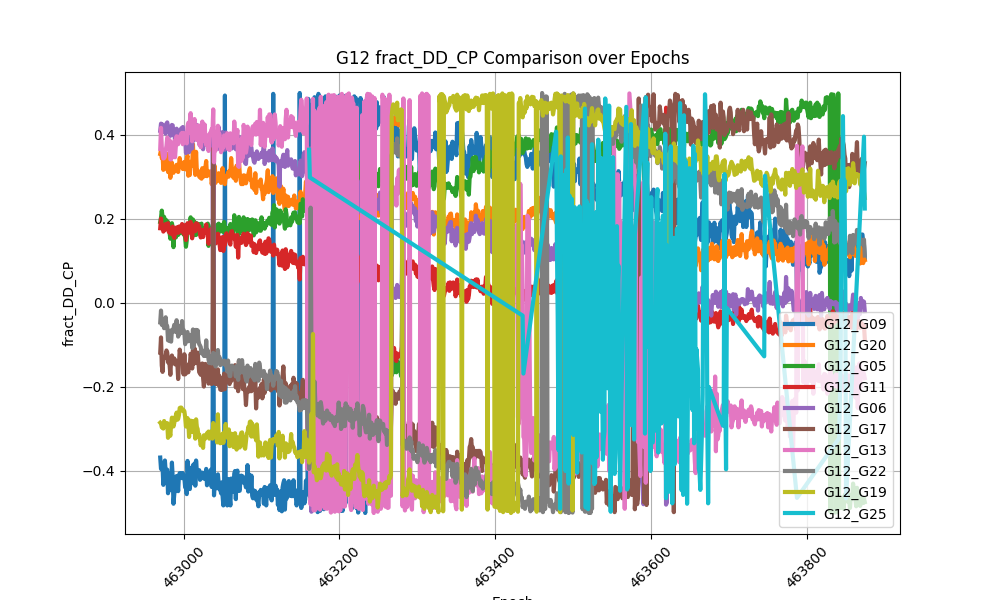 G12 fract_DD_CP Comparison over Epochs
fract_DD_CP
0.4
0.2
0.0
−0.2
−0.4
463000
463200
463400
463600
463800
Epoch
G12_G09
G12_G20
G12_G05
G12_G11
G12_G06
G12_G17
G12_G13
G12_G22
G12_G19
G12_G25